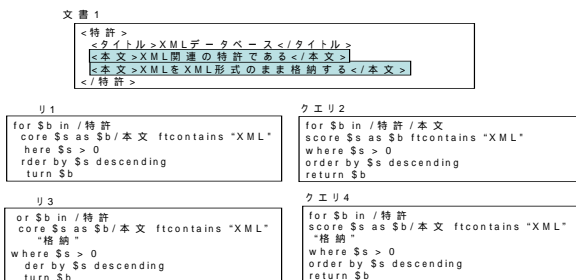 文書1
<特許>
<タイトル>XMLデータベース</タイトル>
<本文>XML関連の特許である</本文>
<本文>XMLをXML形式のまま格納する</本文>
</特許>
リ1
for $b in /特許
core $s as $b/本文 ftcontains “XML”
here $s > 0
rder by $s descending
turn $b
クエリ2
for $b in /特許/本文
score $s as $b ftcontains “XML”
where $s > 0
order by $s descending
return $b
リ3
or $b in /特許
core $s as $b/本文 ftcontains “XML”
“格納”
where $s > 0
der by $s descending
turn $b
クエリ4
for $b in /特許
score $s as $b/本文 ftcontains “XML”
“格納”
where $s > 0
order by $s descending
return $b